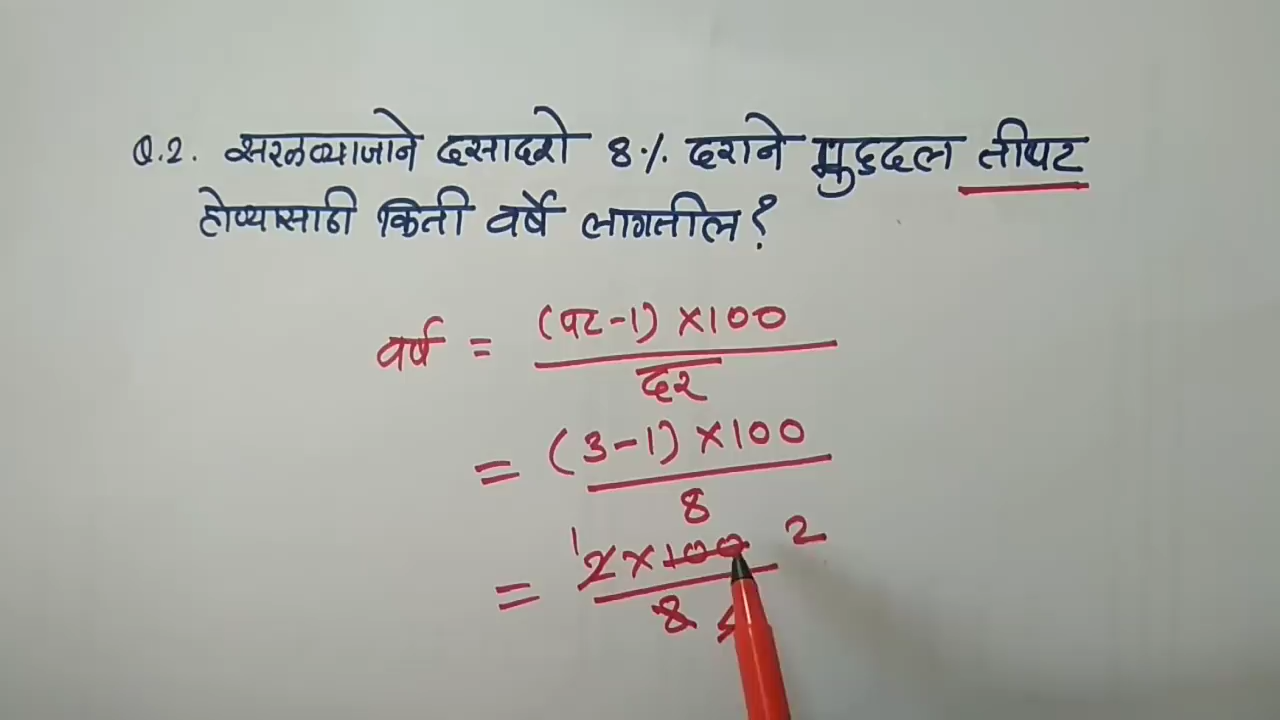 Q.2. सरळव्याजाने दसादशे 8% दराने मुद्दल तीप्पट
होण्यासाठी किती वर्षे लागतील?
वर्ष = (पट-1)×100
दर
= (3-1)×100
8
1 2×100 2
= 8